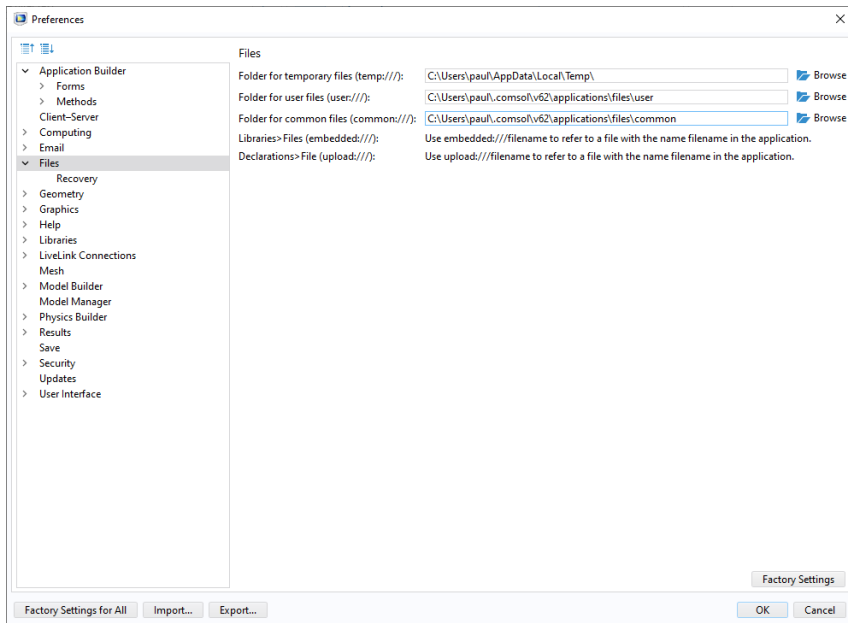 Preferences
Application Builder
Forms
Methods
Client–Server
Computing
Email
Files
Recovery
Geometry
Graphics
Help
Libraries
LiveLink Connections
Mesh
Model Builder
Model Manager
Physics Builder
Results
Save
Security
Updates
User Interface
Files
Folder for temporary files (temp:///): C:\Users\paul\AppData\Local\Temp\ Browse
Folder for user files (user:///): C:\Users\paul\.comsol\v62\applications\files\user Browse
Folder for common files (common:///): C:\Users\paul\.comsol\v62\applications\files\common Browse
Libraries>Files (embedded:///): Use embedded:///filename to refer to a file with the name filename in the application.
Declarations>File (upload:///): Use upload:///filename to refer to a file with the name filename in the application.
Factory Settings
Factory Settings for All Import... Export... OK Cancel